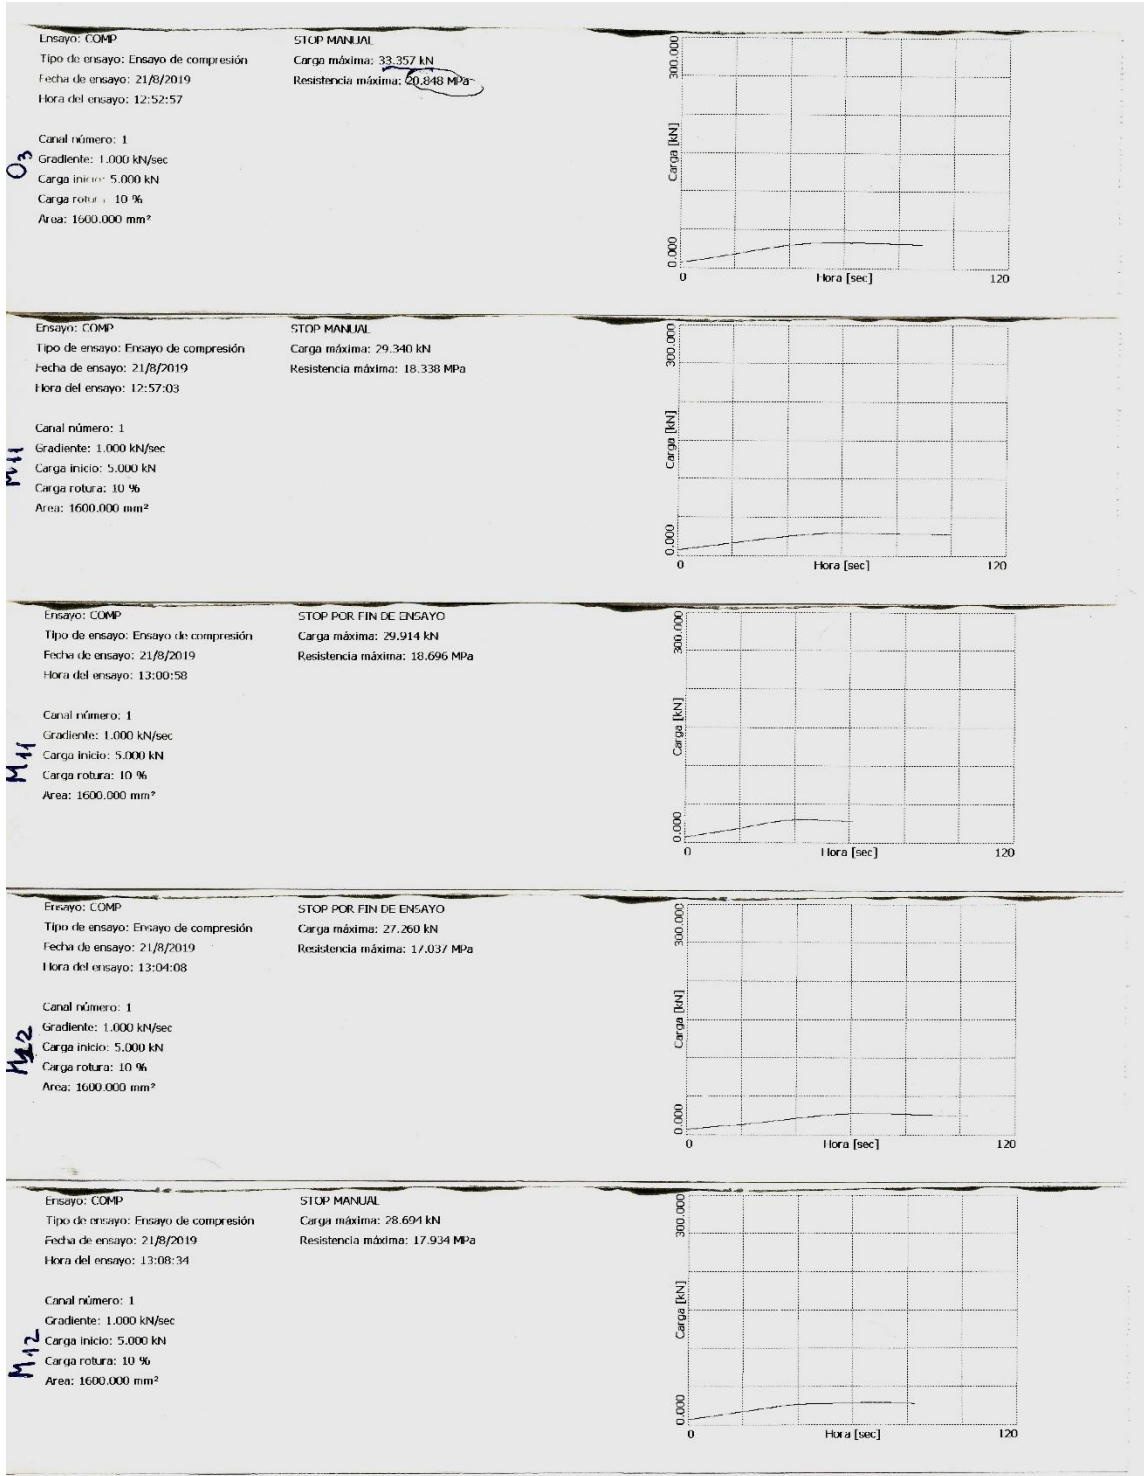 Ensayo: COMP
Tipo de ensayo: Ensayo de compresión
Fecha de ensayo: 21/8/2019
Hora del ensayo: 12:52:57
STOP MANUAL
Carga máxima: 33.357 kN
Resistencia máxima: 20.848 MPa
O3
Canal número: 1
Gradiente: 1.000 kN/sec
Carga inicio: 5.000 kN
Carga rotura: 10 %
Area: 1600.000 mm²
300.000
Carga [kN]
0.000
0 Hora [sec] 120
Ensayo: COMP
Tipo de ensayo: Ensayo de compresión
Fecha de ensayo: 21/8/2019
Hora del ensayo: 12:57:03
STOP MANUAL
Carga máxima: 29.340 kN
Resistencia máxima: 18.338 MPa
M11
Canal número: 1
Gradiente: 1.000 kN/sec
Carga inicio: 5.000 kN
Carga rotura: 10 %
Area: 1600.000 mm²
300.000
Carga [kN]
0.000
0 Hora [sec] 120
Ensayo: COMP
Tipo de ensayo: Ensayo de compresión
Fecha de ensayo: 21/8/2019
Hora del ensayo: 13:00:58
STOP POR FIN DE ENSAYO
Carga máxima: 29.914 kN
Resistencia máxima: 18.696 MPa
M11
Canal número: 1
Gradiente: 1.000 kN/sec
Carga inicio: 5.000 kN
Carga rotura: 10 %
Area: 1600.000 mm²
300.000
Carga [kN]
0.000
0 Hora [sec] 120
Ensayo: COMP
Tipo de ensayo: Ensayo de compresión
Fecha de ensayo: 21/8/2019
Hora del ensayo: 13:04:08
STOP POR FIN DE ENSAYO
Carga máxima: 27.260 kN
Resistencia máxima: 17.037 MPa
M12
Canal número: 1
Gradiente: 1.000 kN/sec
Carga inicio: 5.000 kN
Carga rotura: 10 %
Area: 1600.000 mm²
300.000
Carga [kN]
0.000
0 Hora [sec] 120
Ensayo: COMP
Tipo de ensayo: Ensayo de compresión
Fecha de ensayo: 21/8/2019
Hora del ensayo: 13:08:34
STOP MANUAL
Carga máxima: 28.694 kN
Resistencia máxima: 17.934 MPa
M12
Canal número: 1
Gradiente: 1.000 kN/sec
Carga inicio: 5.000 kN
Carga rotura: 10 %
Area: 1600.000 mm²
300.000
Carga [kN]
0.000
0 Hora [sec] 120